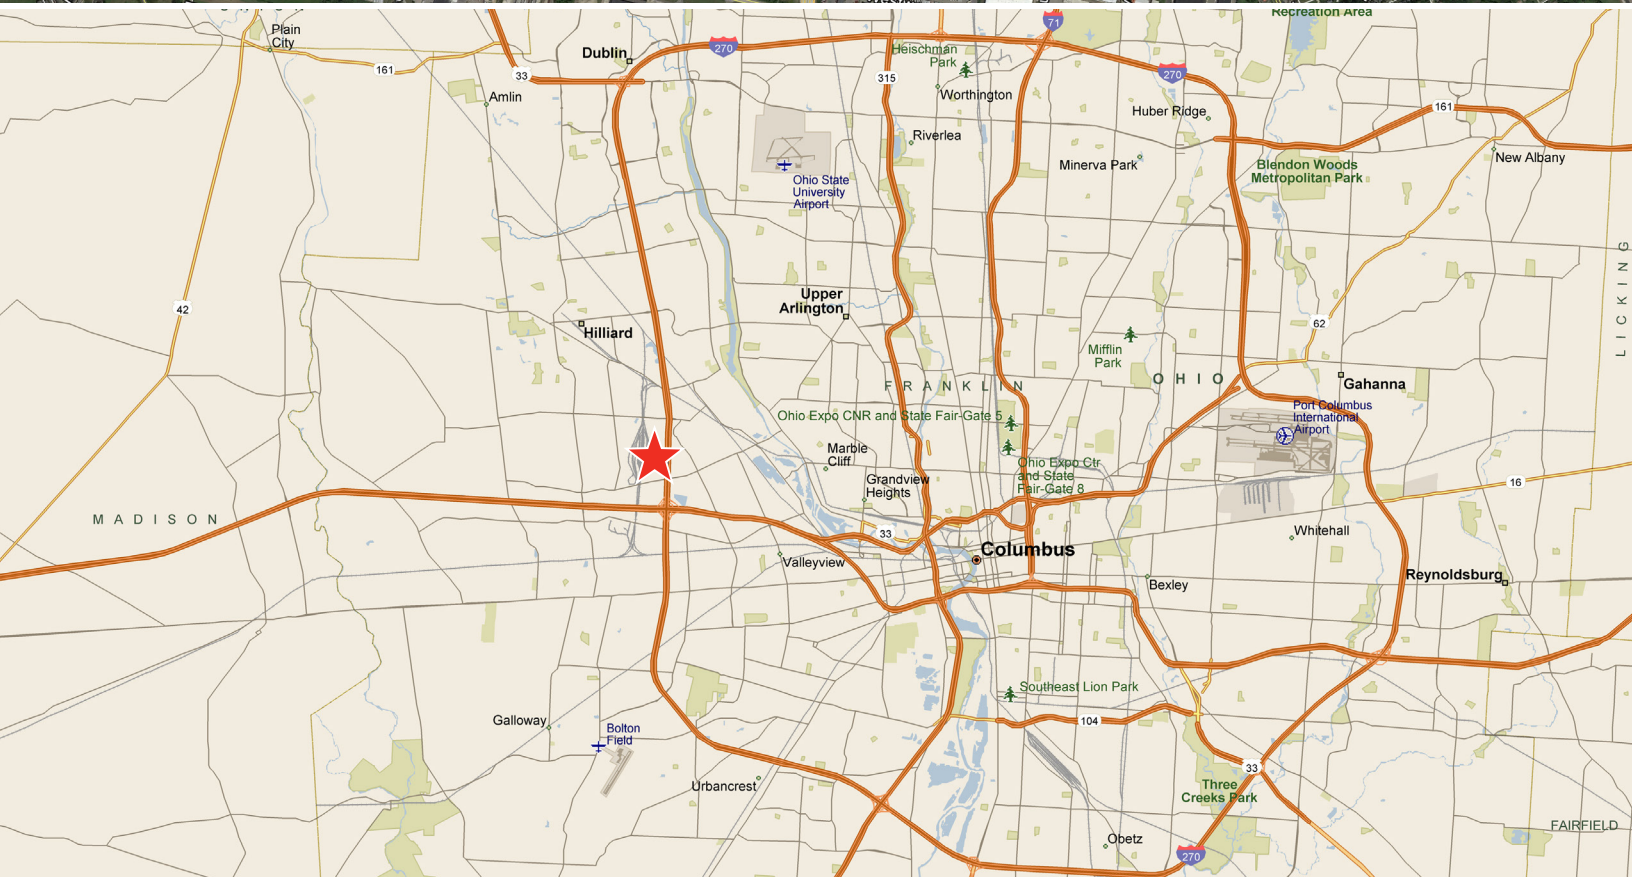 Recreation Area
71
Plain
City
161
33
Dublin
270
Heischman
Park
315
270
Amlin
Worthington
Huber Ridge
161
Riverlea
Minerva Park
New Albany
Blendon Woods
Metropolitan Park
Ohio State
University
Airport
LICKING
42
Upper
Arlington
62
Hilliard
Mifflin
Park
FRANKLIN
OHIO
Gahanna
Ohio Expo CNR and State Fair-Gate 5
Port Columbus
International
Airport
Marble
Cliff
Ohio Expo Ctr
and State
Fair-Gate 8
Grandview
Heights
16
MADISON
33
Whitehall
Columbus
Valleyview
Bexley
Reynoldsburg
Southeast Lion Park
Galloway
104
Bolton
Field
33
Urbancrest
Three
Creeks Park
FAIRFIELD
Obetz
270